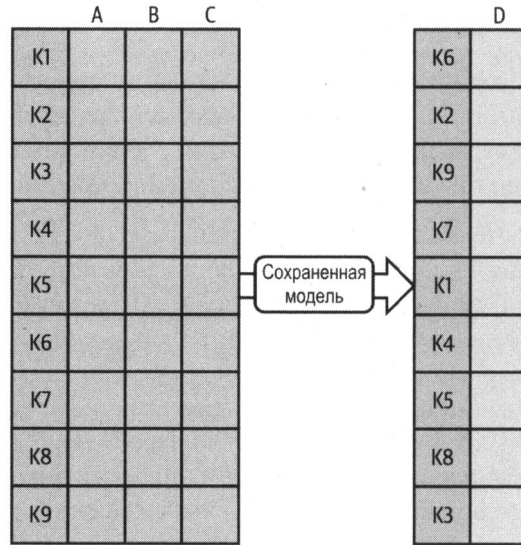 A B C
K1
K2
K3
K4
K5
K6
K7
K8
K9
Сохраненная
модель
D
K6
K2
K9
K7
K1
K4
K5
K8
K3